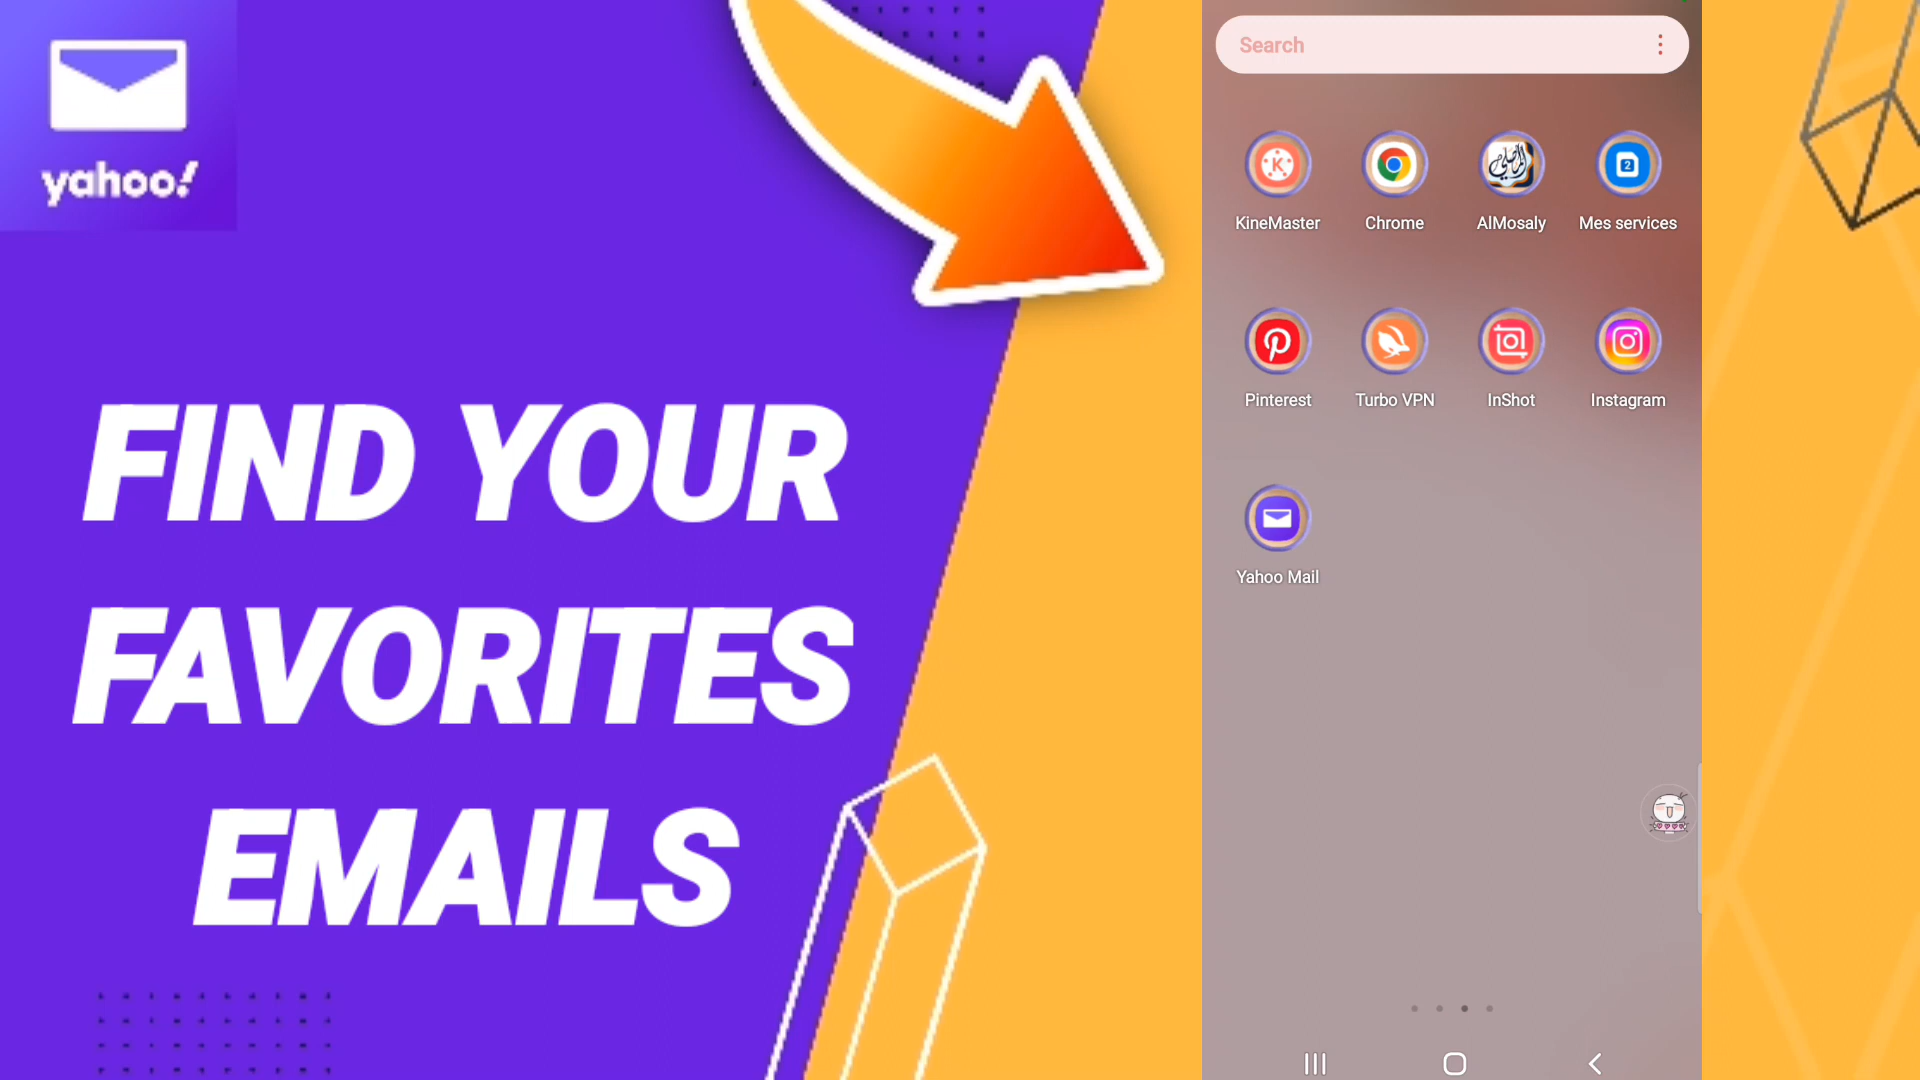 yahoo!
FIND YOUR
FAVORITES
EMAILS
Search
KineMaster
Chrome
AlMosaly
Mes services
Pinterest
Turbo VPN
InShot
Instagram
Yahoo Mail